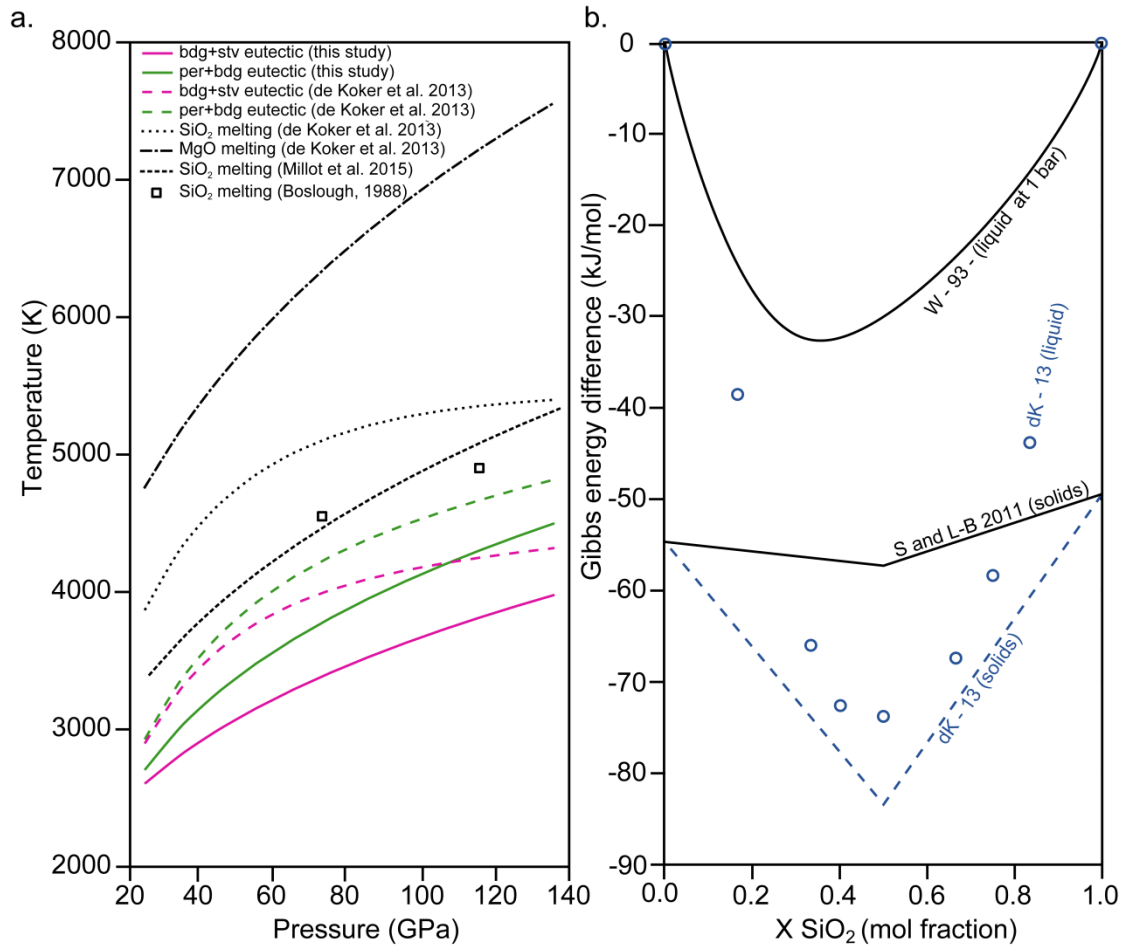 a.
8000
7000
6000
5000
4000
3000
2000
Temperature (K)
bdg+stv eutectic (this study)
per+bdg eutectic (this study)
bdg+stv eutectic (de Koker et al. 2013)
per+bdg eutectic (de Koker et al. 2013)
SiO₂ melting (de Koker et al. 2013)
MgO melting (de Koker et al. 2013)
SiO₂ melting (Millot et al. 2015)
SiO₂ melting (Boslough, 1988)
20 40 60 80 100 120 140
Pressure (GPa)
b.
0
-10
-20
-30
-40
-50
-60
-70
-80
-90
Gibbs energy difference (kJ/mol)
W - 93 - (liquid at 1 bar)
dK - 13 (liquid)
S and L-B 2011 (solids)
dK - 13 (solids)
0.0 0.2 0.4 0.6 0.8 1.0
X SiO₂ (mol fraction)